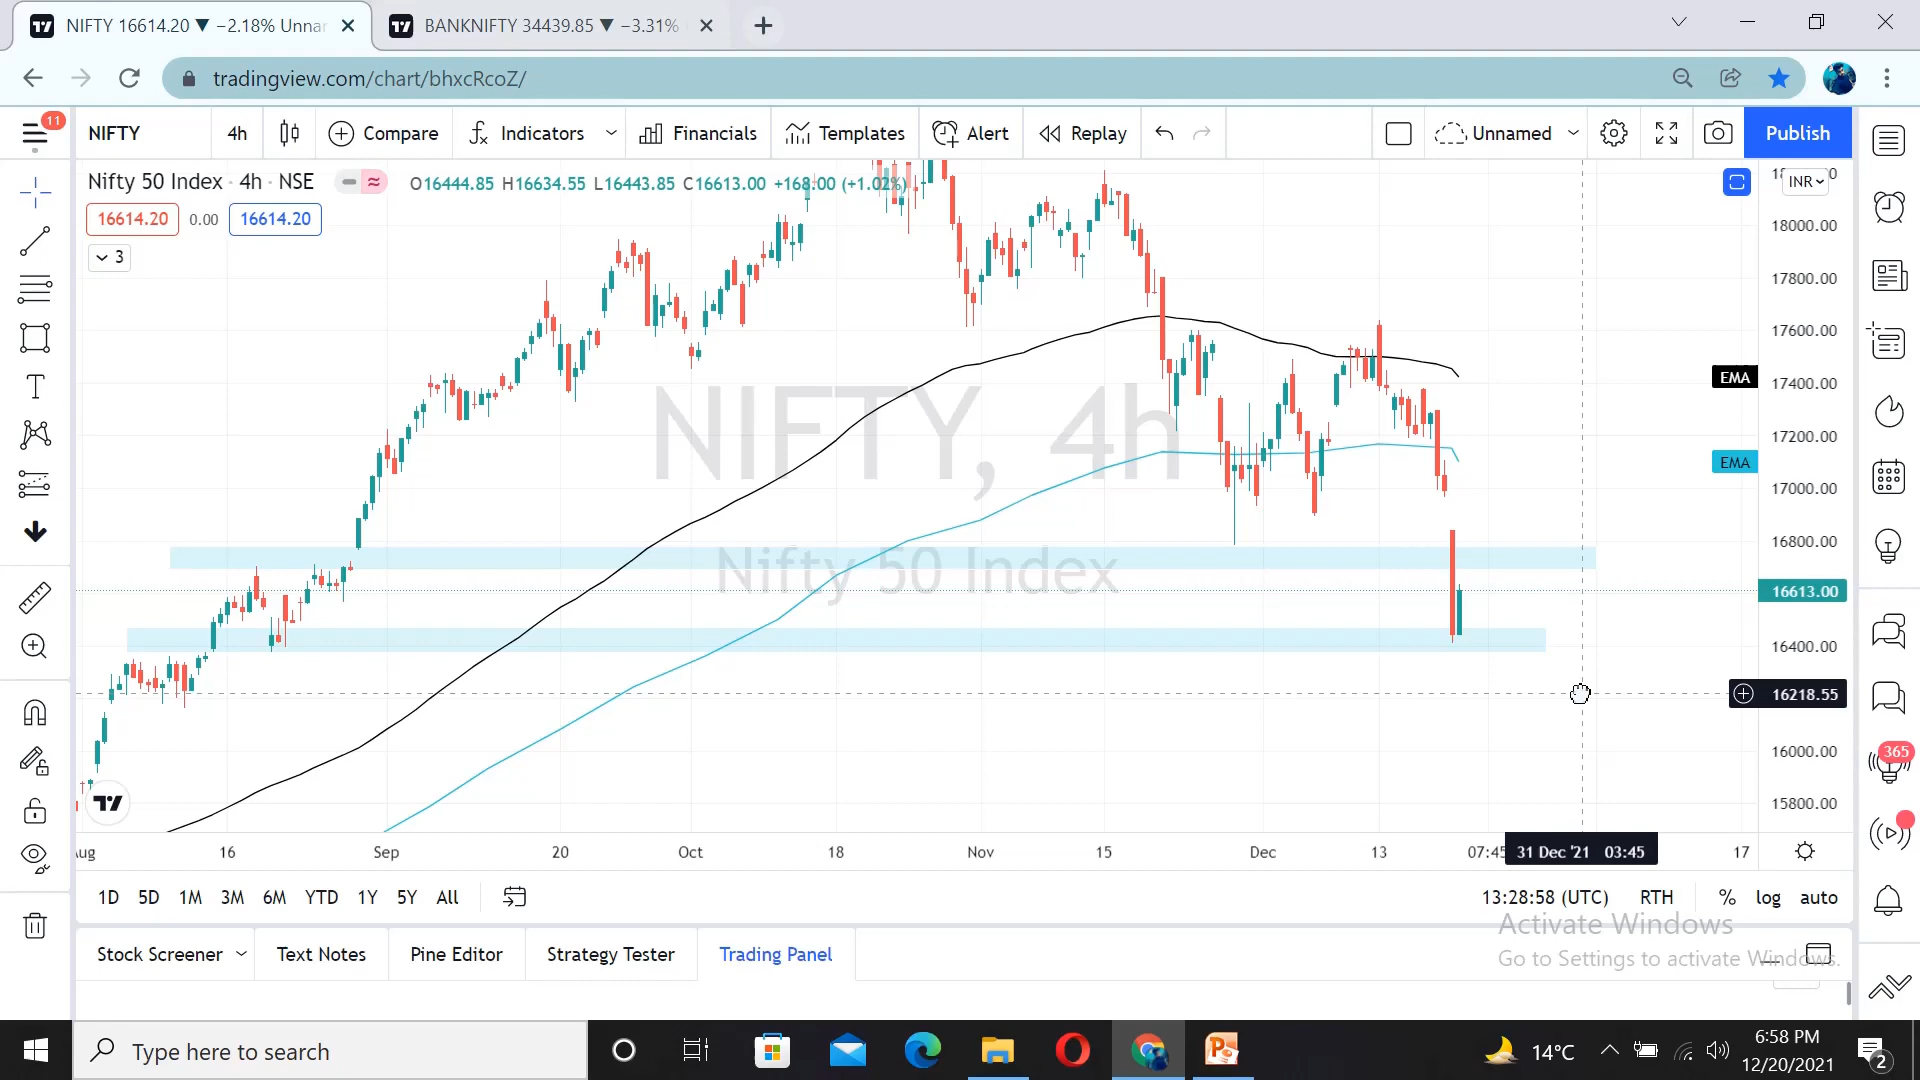 NIFTY 16614.20 ▼ −2.18% Unnar
BANKNIFTY 34439.85 ▼ −3.31%
tradingview.com/chart/bhxcRcoZ/
11
NIFTY 4h Compare Indicators Financials Templates Alert Replay Unnamed Publish
Nifty 50 Index · 4h · NSE O16444.85 H16634.55 L16443.85 C16613.00 +168.00 (+1.02%)
INR
16614.20 0.00 16614.20
3
18000.00
17800.00
17600.00
EMA 17400.00
17200.00
EMA
17000.00
16800.00
16613.00
16400.00
16218.55
16000.00
15800.00
NIFTY, 4h
Nifty 50 Index
365
16 Sep 20 Oct 18 Nov 15 Dec 13 07:45 31 Dec '21 03:45 17
1D 5D 1M 3M 6M YTD 1Y 5Y All 13:28:58 (UTC) RTH % log auto
Activate Windows
Go to Settings to activate Windows.
Stock Screener Text Notes Pine Editor Strategy Tester Trading Panel
Type here to search
14°C
6:58 PM
12/20/2021
2